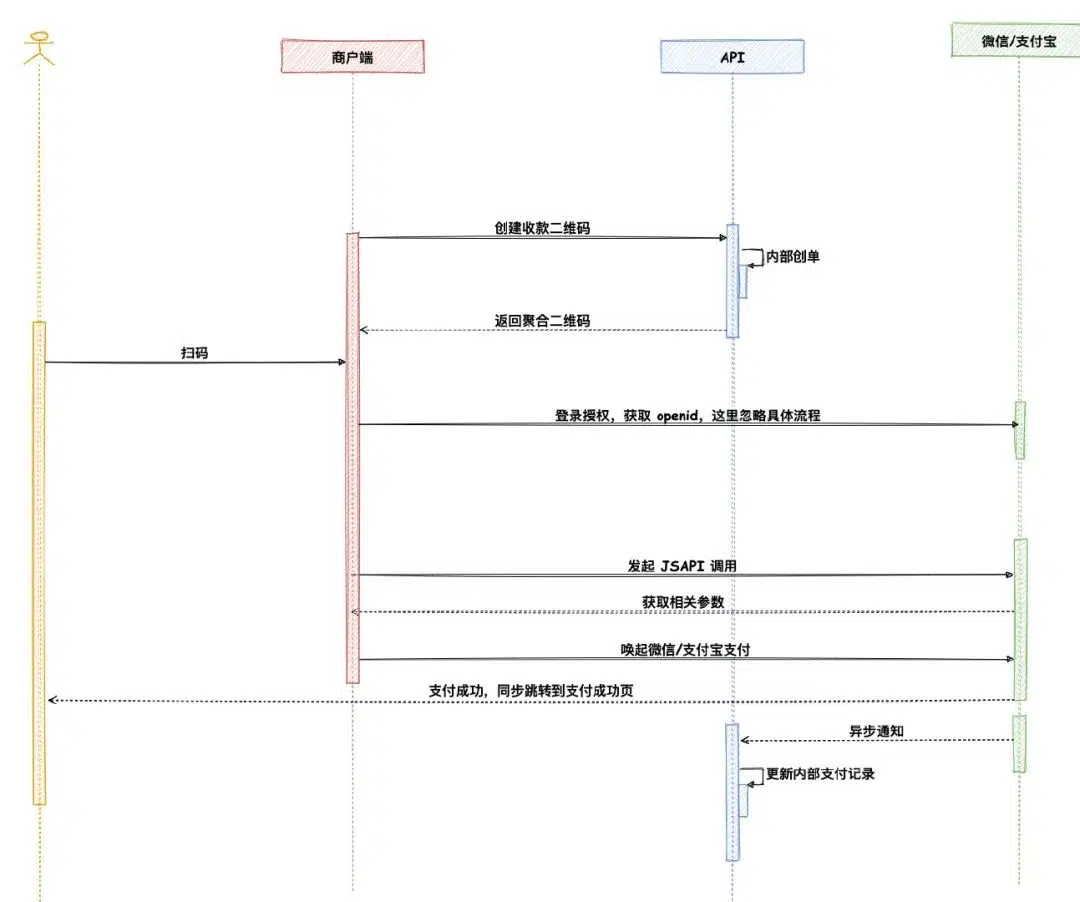 商户端
API
微信/支付宝
创建收款二维码
内部创单
返回聚合二维码
扫码
登录授权，获取 openid，这里忽略具体流程
发起 JSAPI 调用
获取相关参数
唤起微信/支付宝支付
支付成功，同步跳转到支付成功页
异步通知
更新内部支付记录